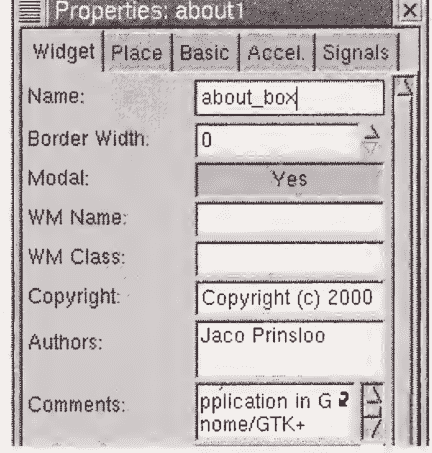 Properties: about1
Widget Place Basic Accel. Signals
Name: about_box
Border Width: 0
Modal: Yes
WM Name:
WM Class:
Copyright: Copyright (c) 2000
Authors: Jaco Prinsloo
Comments: pplication in G
nome/GTK+